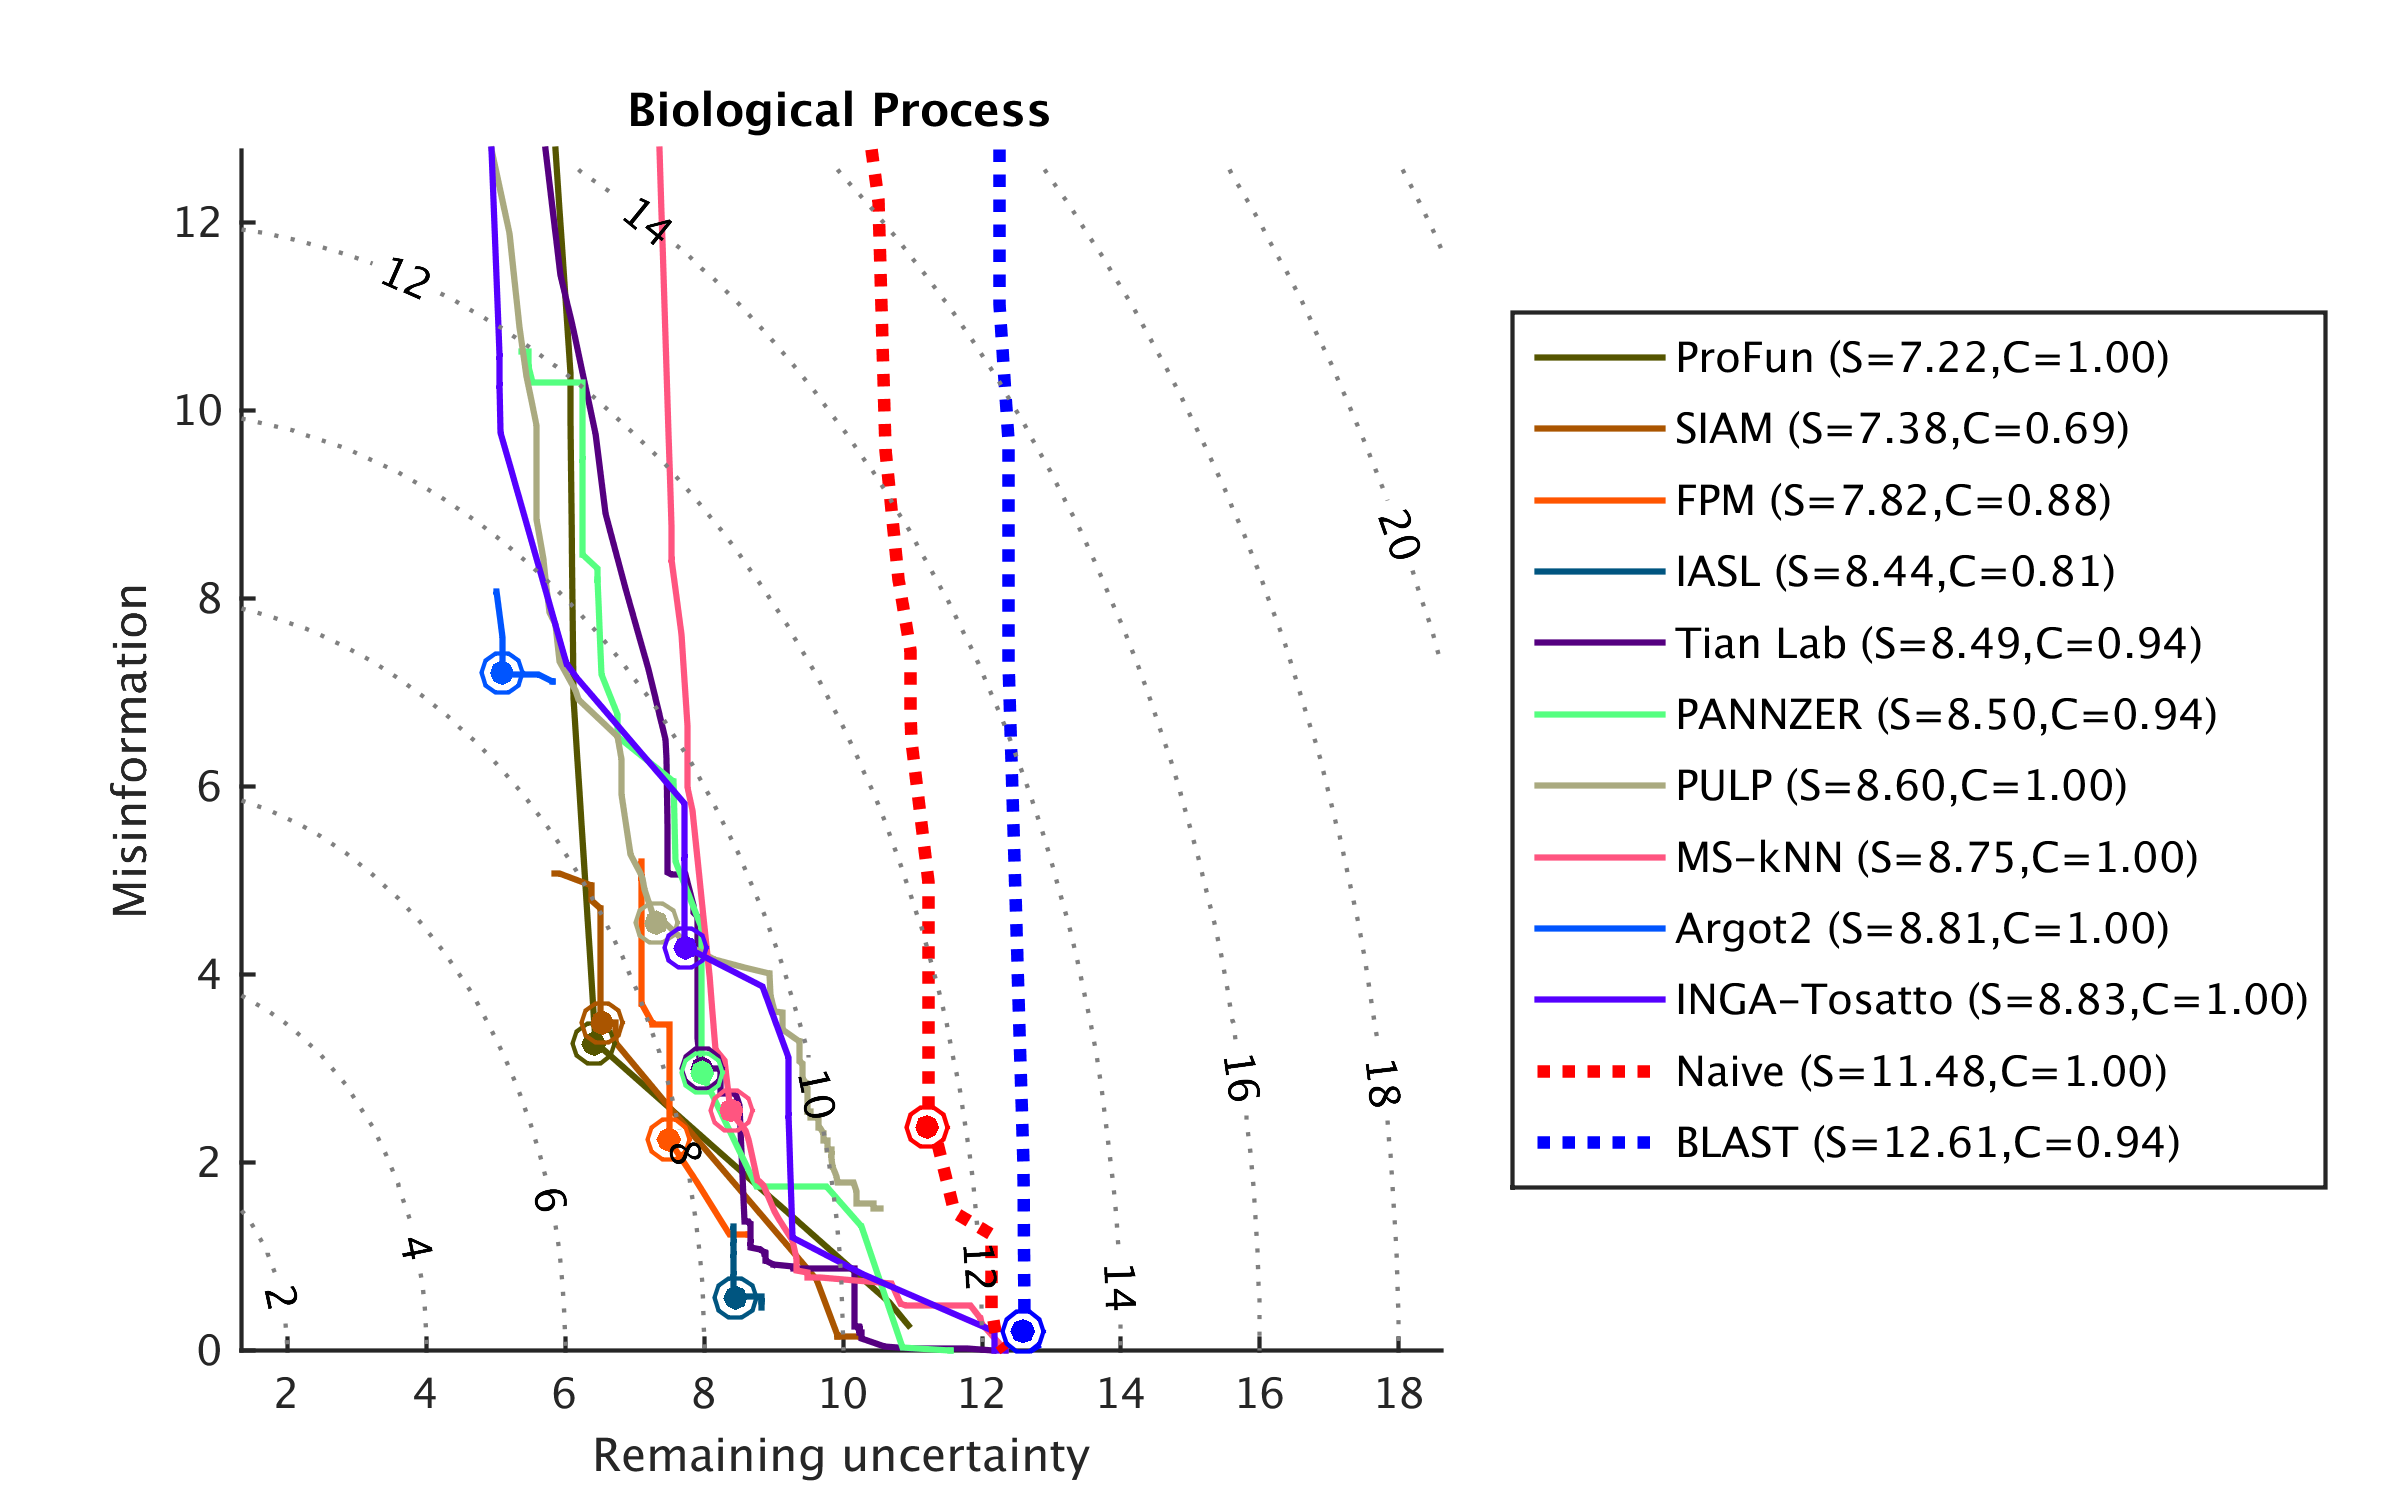 Biological Process
Misinformation
12
10
8
6
4
2
0
2 4 6 8 10 12 14 16 18
Remaining uncertainty
12
14
20
16
18
10
8
6
4
2
12
14
ProFun (S=7.22,C=1.00)
SIAM (S=7.38,C=0.69)
FPM (S=7.82,C=0.88)
IASL (S=8.44,C=0.81)
Tian Lab (S=8.49,C=0.94)
PANNZER (S=8.50,C=0.94)
PULP (S=8.60,C=1.00)
MS-kNN (S=8.75,C=1.00)
Argot2 (S=8.81,C=1.00)
INGA-Tosatto (S=8.83,C=1.00)
Naive (S=11.48,C=1.00)
BLAST (S=12.61,C=0.94)